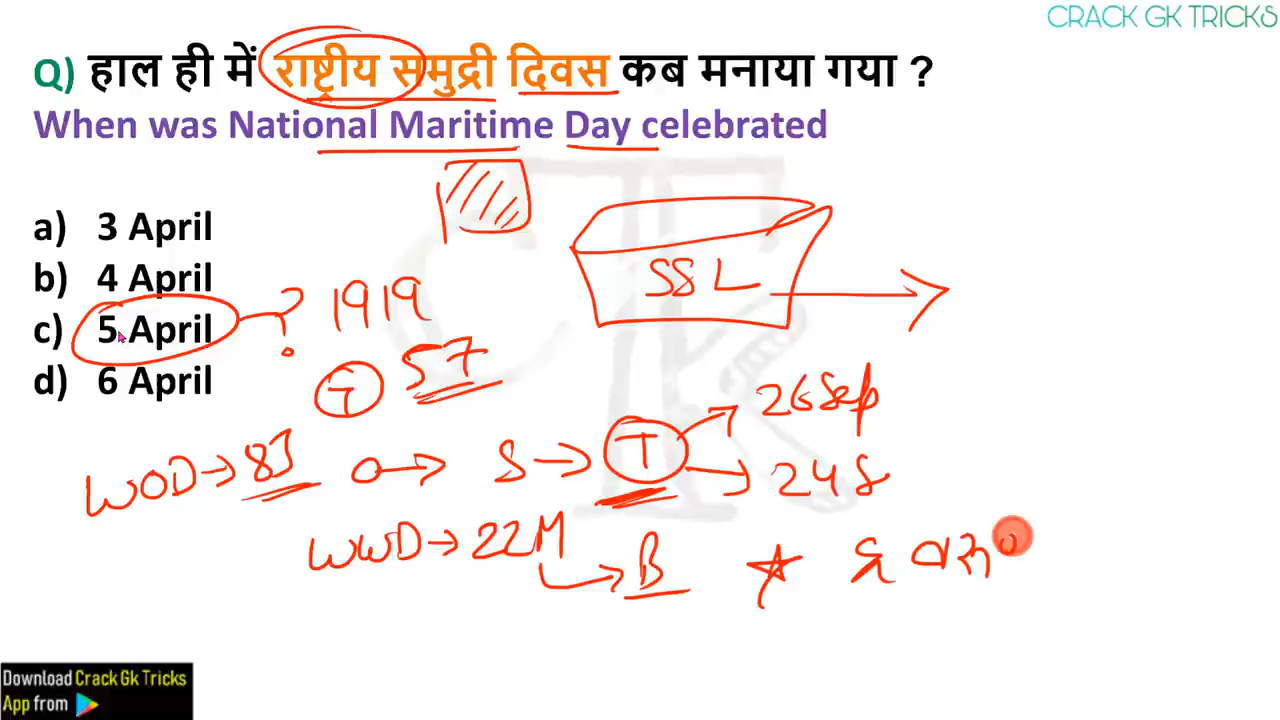 CRACK GK TRICKS
Q) हाल ही में राष्ट्रीय समुद्री दिवस कब मनाया गया ?
When was National Maritime Day celebrated
a) 3 April
b) 4 April
c) 5 April
d) 6 April
? 1919
SSL
T 57
26 Sep
WOD → 83 O → S → T
24 S
WWD → 22M
B
Download Crack Gk Tricks
App from